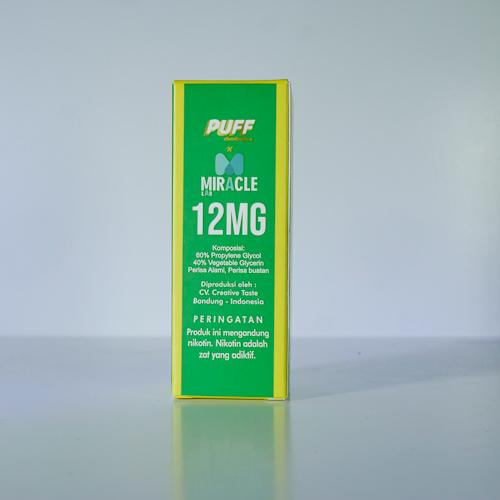 PUFF
X
MIRACLE
LAB
12MG
Komposisi:
60% Propylene Glycol
40% Vegetable Glycerin
Perisa Alami, Perisa buatan
Diproduksi oleh :
CV. Creative Taste
Bandung - Indonesia
PERINGATAN
Produk ini mengandung
nikotin. Nikotin adalah
zat yang adiktif.